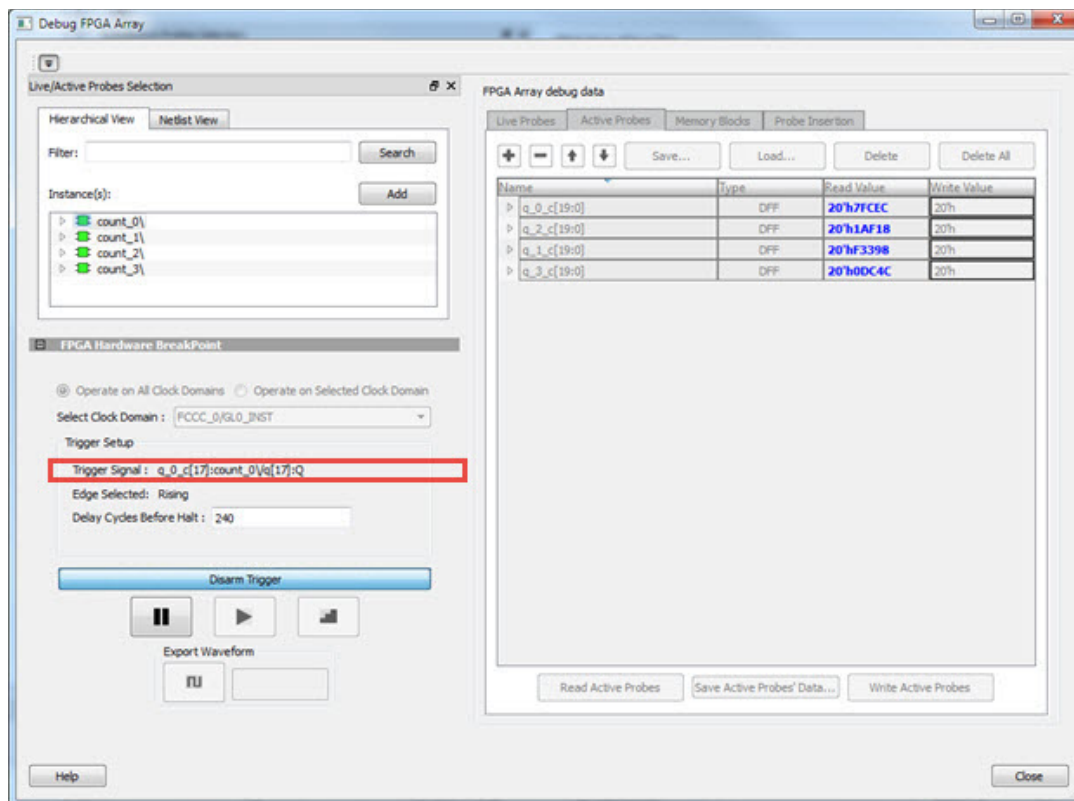 Debug FPGA Array
Live/Active Probes Selection
Hierarchical View
Netlist View
Filter:
Search
Instance(s):
Add
count_0\
count_1\
count_2\
count_3\
FPGA Hardware BreakPoint
Operate on All Clock Domains
Operate on Selected Clock Domain
Select Clock Domain :
FCCC_0/GL0_INST
Trigger Setup
Trigger Signal : q_0_c[17]:count_0\/q[17]:Q
Edge Selected: Rising
Delay Cycles Before Halt : 240
Disarm Trigger
Export Waveform
FPGA Array debug data
Live Probes
Active Probes
Memory Blocks
Probe Insertion
Save...
Load...
Delete
Delete All
Name Type Read Value Write Value
q_0_c[19:0] DFF 20'h7FCEC 20'h
q_2_c[19:0] DFF 20'h1AF18 20'h
q_1_c[19:0] DFF 20'hF3398 20'h
q_3_c[19:0] DFF 20'h0DC4C 20'h
Read Active Probes
Save Active Probes' Data...
Write Active Probes
Help
Close